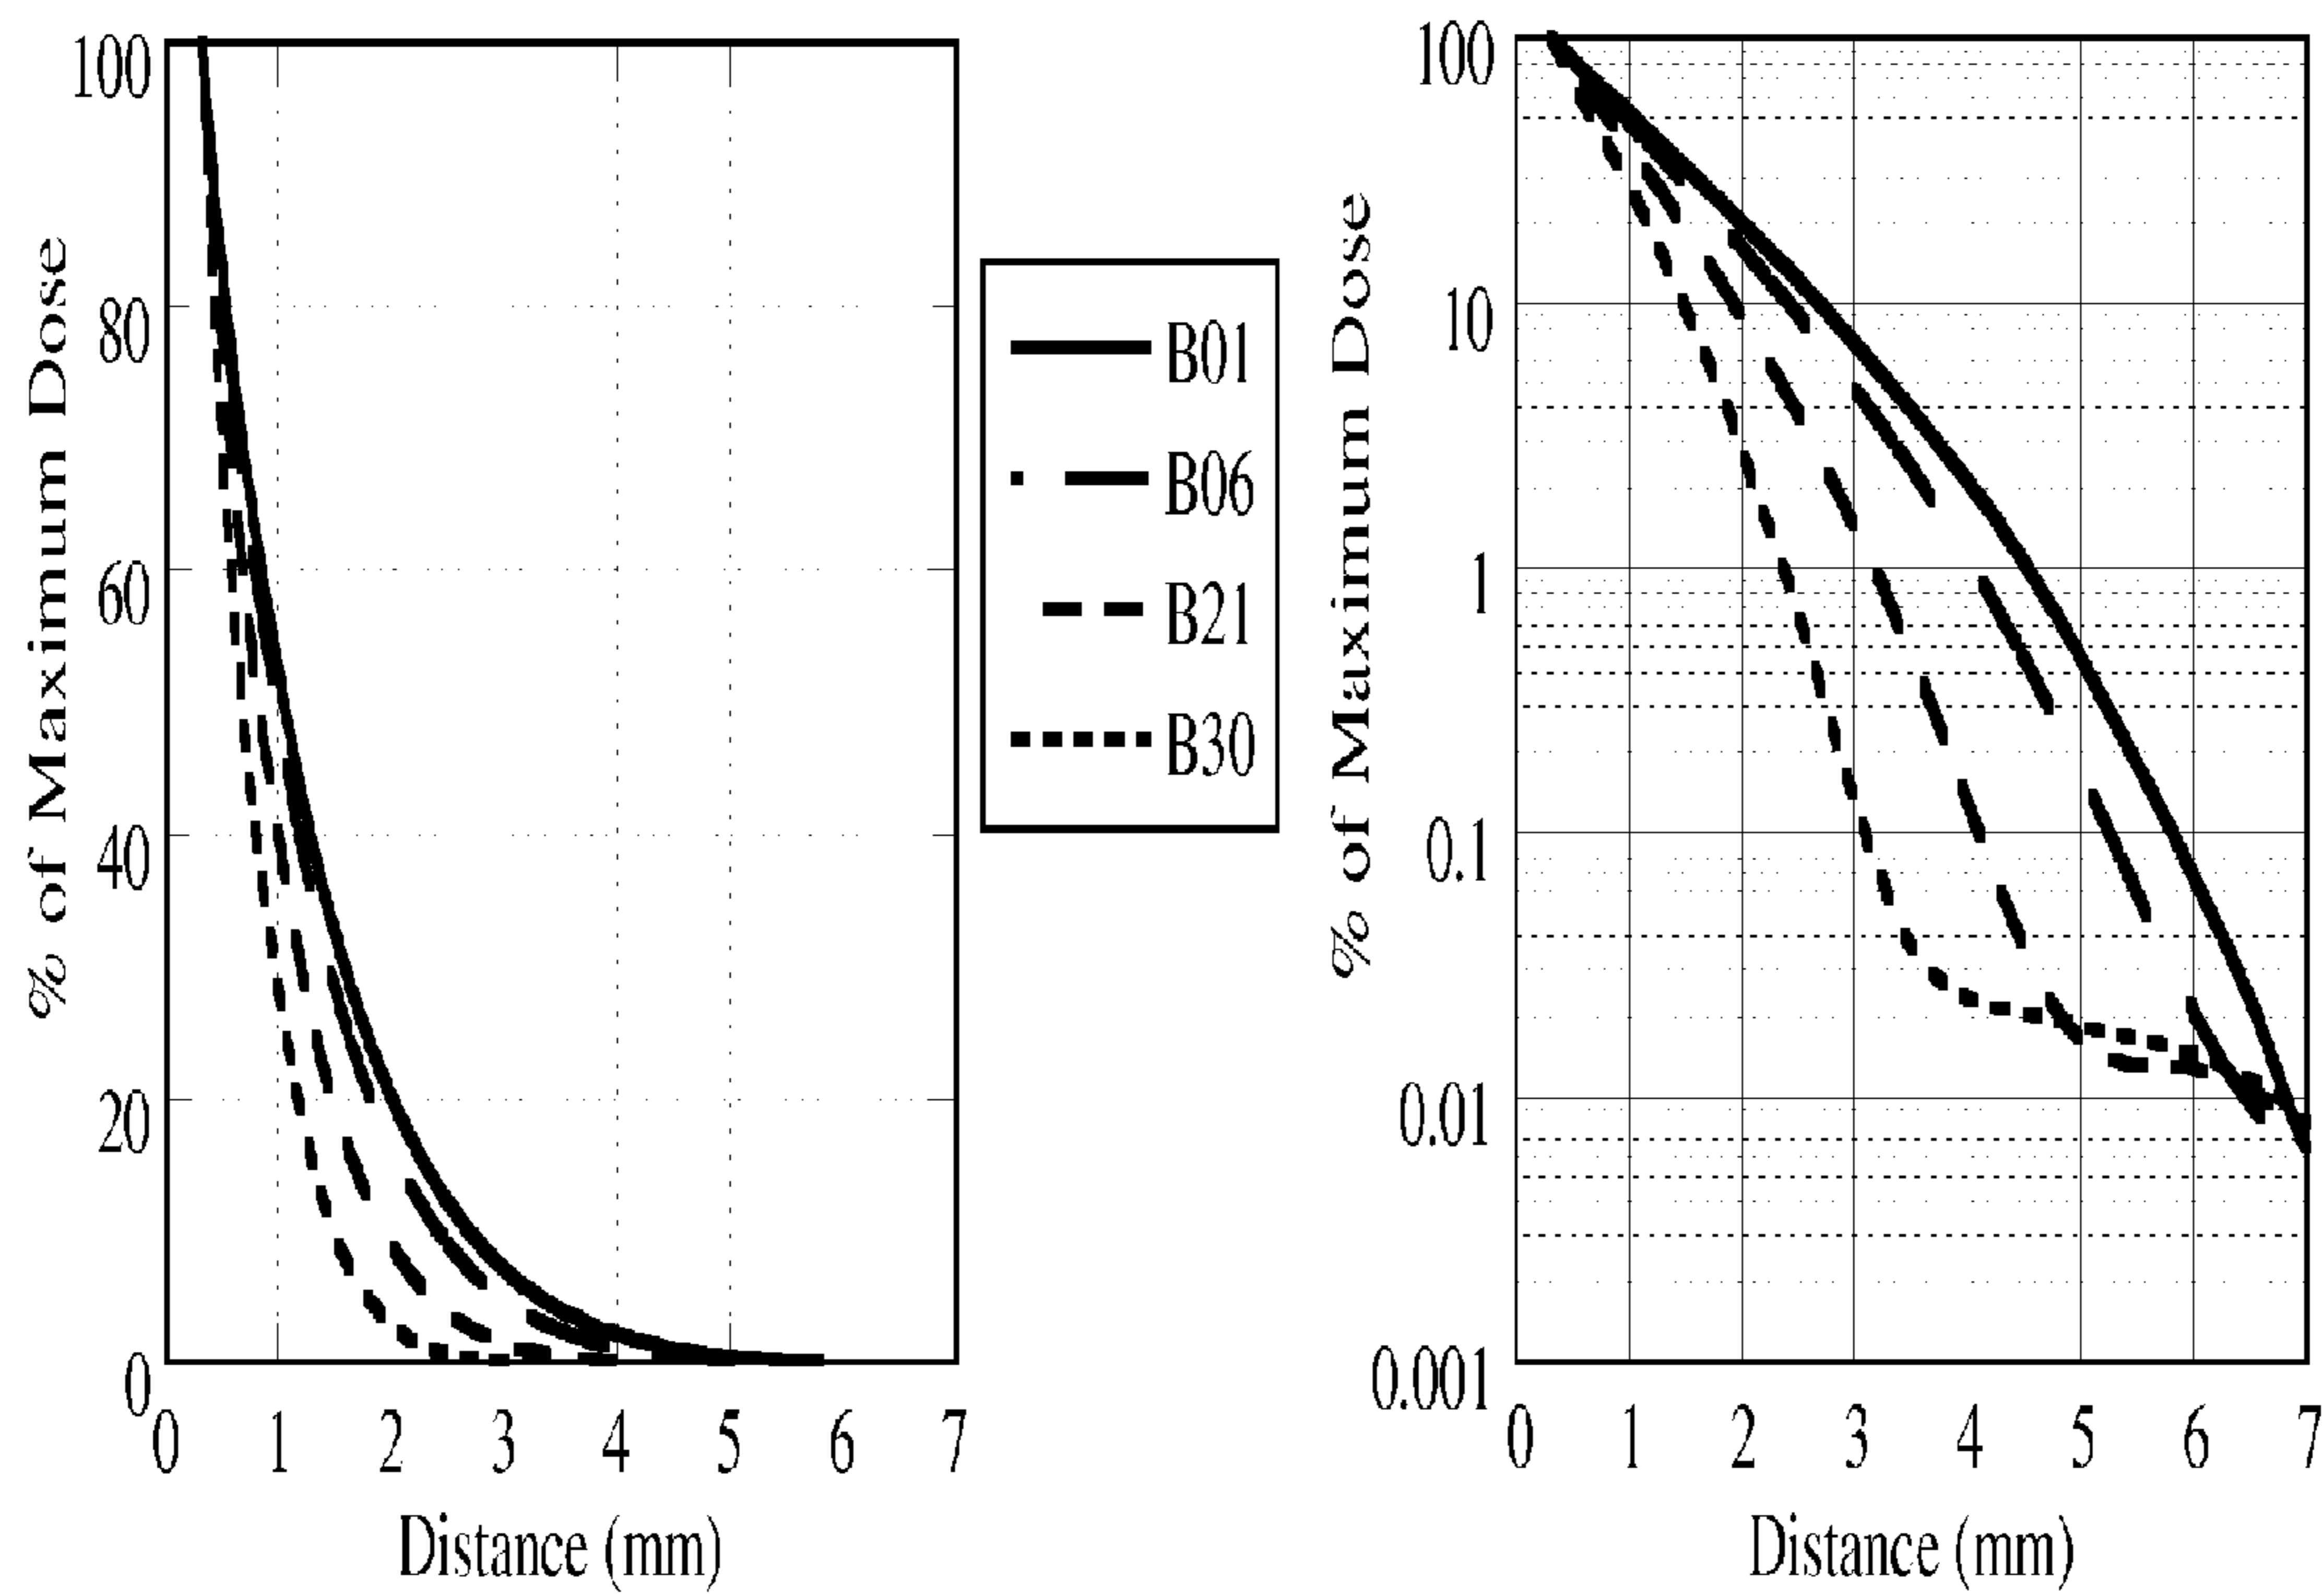 % of Maximum Dose
100
80
60
40
20
0
0 1 2 3 4 5 6 7
Distance (mm)
B01
B06
B21
B30
% of Maximum Dose
100
10
1
0.1
0.01
0.001
0 1 2 3 4 5 6 7
Distance (mm)